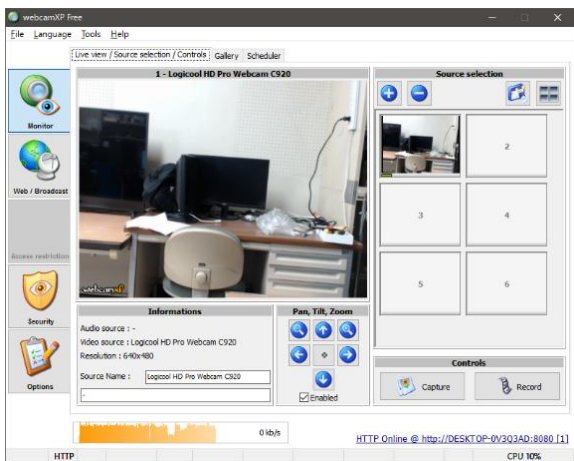 webcamXP Free
File Language Tools Help
Live view / Source selection / Controls Gallery Scheduler
1 - Logicool HD Pro Webcam C920
Source selection
Monitor
Web / Broadcast
Access restriction
Security
Options
webcamXP
2
3 4
5 6
Informations
Audio source : -
Video source : Logicool HD Pro Webcam C920
Resolution : 640x480
Source Name : Logicool HD Pro Webcam C920
-
Pan, Tilt, Zoom
Enabled
Controls
Capture Record
0 kb/s
HTTP Online @ http://DESKTOP-0V3Q3AD:8080 [1]
HTTP CPU 10%